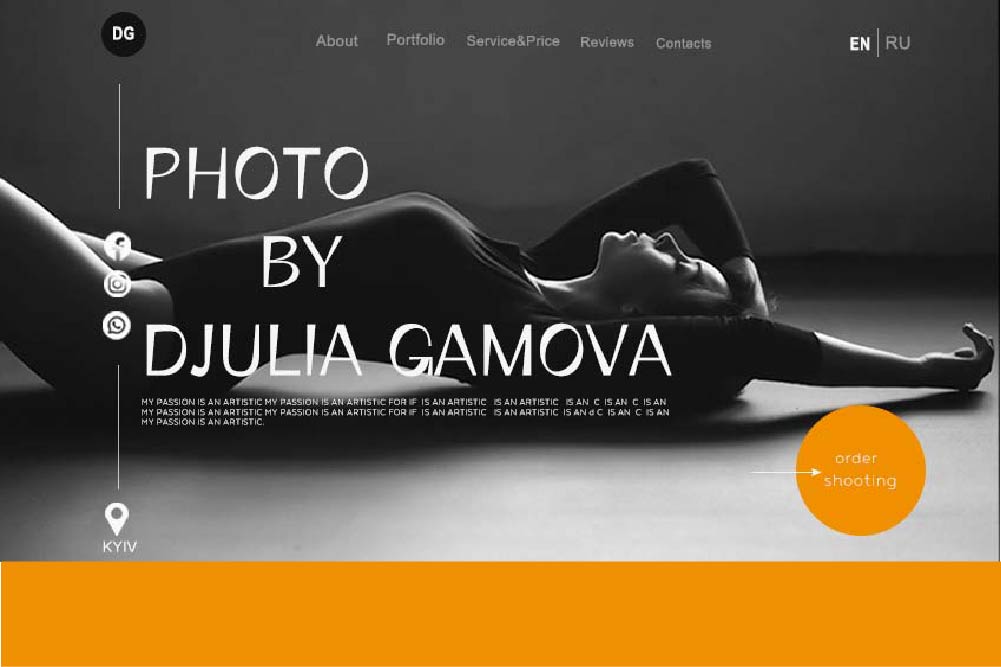 DG
About Portfolio Service&Price Reviews Contacts
EN RU
PHOTO
BY
DJULIA GAMOVA
MY PASSION IS AN ARTISTIC MY PASSION IS AN ARTISTIC FOR IF IS AN ARTISTIC IS AN ARTISTIC IS AN C IS AN C IS AN
MY PASSION IS AN ARTISTIC MY PASSION IS AN ARTISTIC FOR IF IS AN ARTISTIC IS AN ARTISTIC IS AN d C IS AN C IS AN
MY PASSION IS AN ARTISTIC.
order
shooting
KYIV